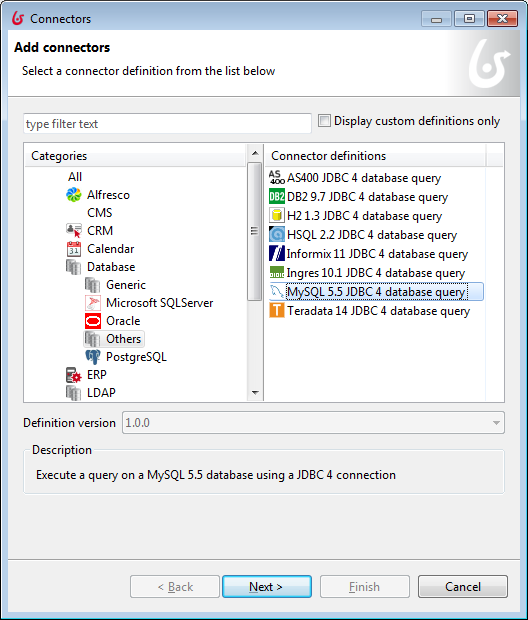 Connectors
Add connectors
Select a connector definition from the list below
type filter text
Display custom definitions only
Categories
All
Alfresco
CMS
CRM
Calendar
Database
Generic
Microsoft SQLServer
Oracle
Others
PostgreSQL
ERP
LDAP
Connector definitions
AS400 JDBC 4 database query
DB2 9.7 JDBC 4 database query
H2 1.3 JDBC 4 database query
HSQL 2.2 JDBC 4 database query
Informix 11 JDBC 4 database query
Ingres 10.1 JDBC 4 database query
MySQL 5.5 JDBC 4 database query
Teradata 14 JDBC 4 database query
Definition version 1.0.0
Description
Execute a query on a MySQL 5.5 database using a JDBC 4 connection
< Back Next > Finish Cancel